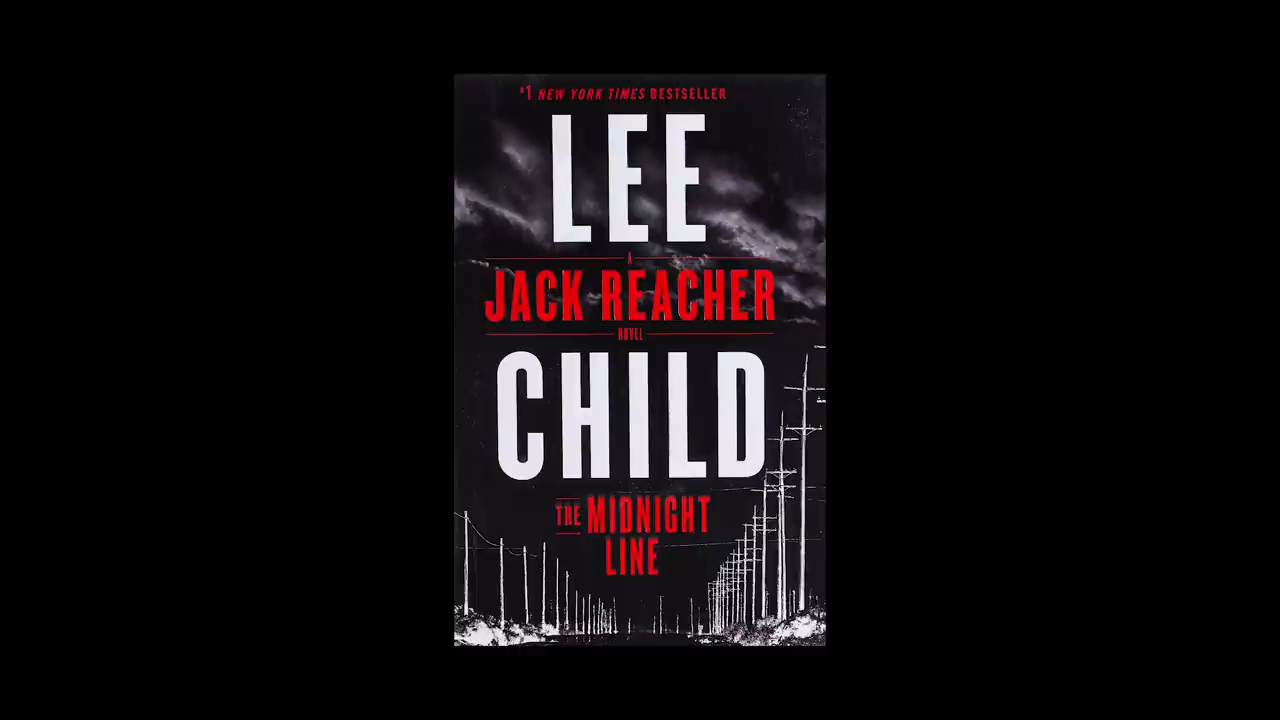 #1 NEW YORK TIMES BESTSELLER
LEE
A
JACK REACHER
NOVEL
CHILD
THE MIDNIGHT
LINE